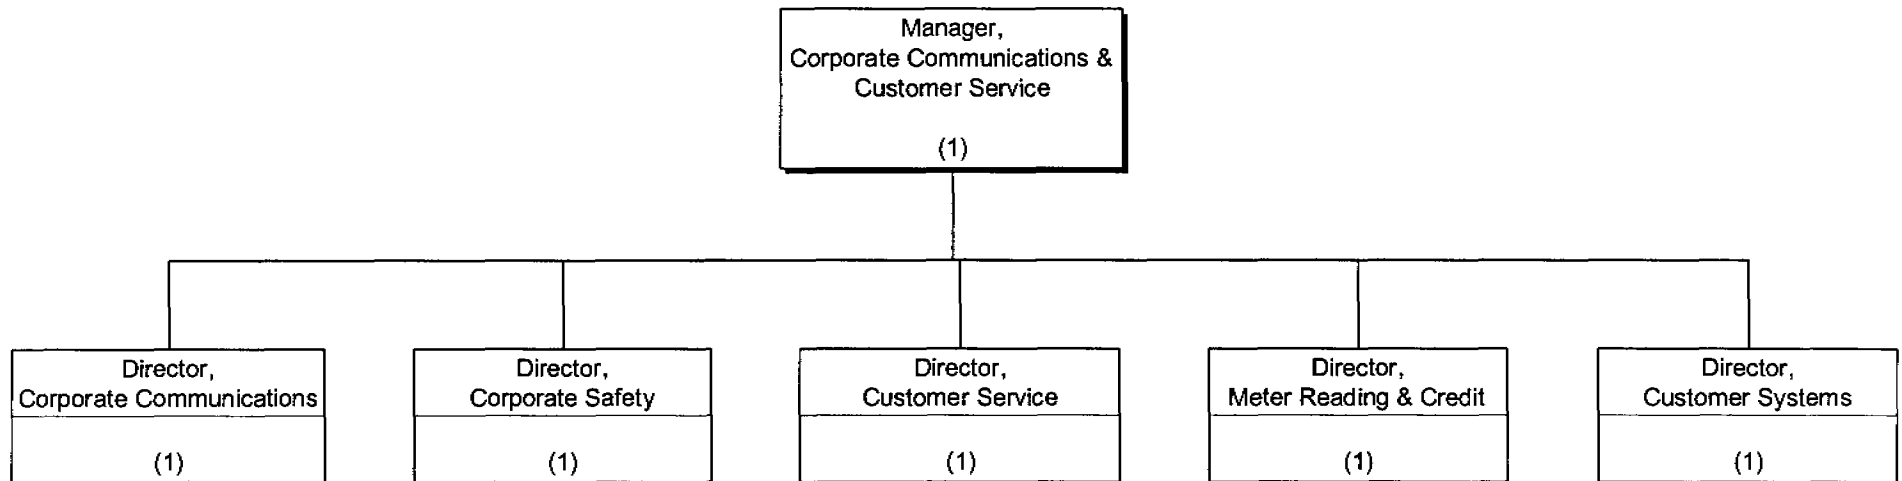 Manager,
Corporate Communications &
Customer Service
(1)
Director,
Corporate Communications
(1)
Director,
Corporate Safety
(1)
Director,
Customer Service
(1)
Director,
Meter Reading & Credit
(1)
Director,
Customer Systems
(1)